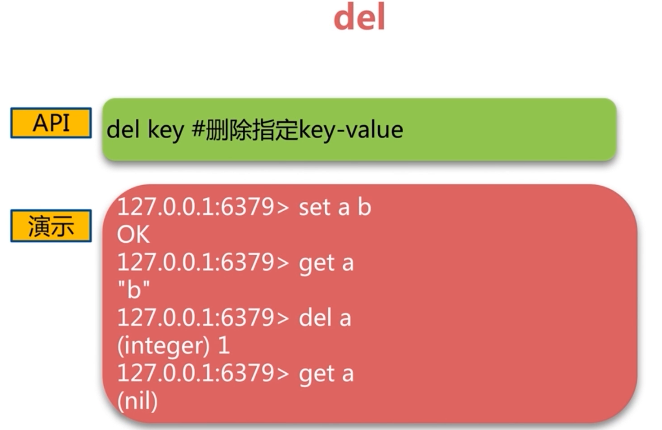 del
API
del key #删除指定key-value
演示
127.0.0.1:6379> set a b
OK
127.0.0.1:6379> get a
"b"
127.0.0.1:6379> del a
(integer) 1
127.0.0.1:6379> get a
(nil)